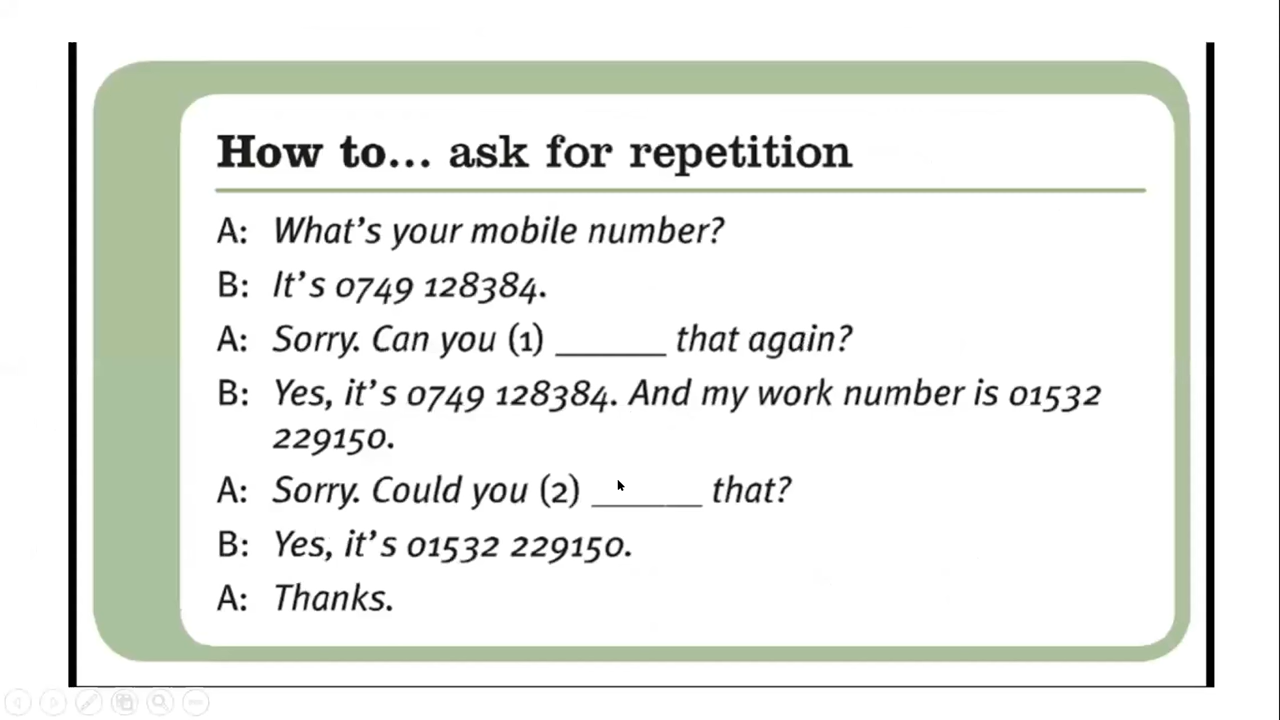 How to... ask for repetition
A: What's your mobile number?
B: It's 0749 128384.
A: Sorry. Can you (1) ______ that again?
B: Yes, it's 0749 128384. And my work number is 01532
229150.
A: Sorry. Could you (2) ______ that?
B: Yes, it's 01532 229150.
A: Thanks.